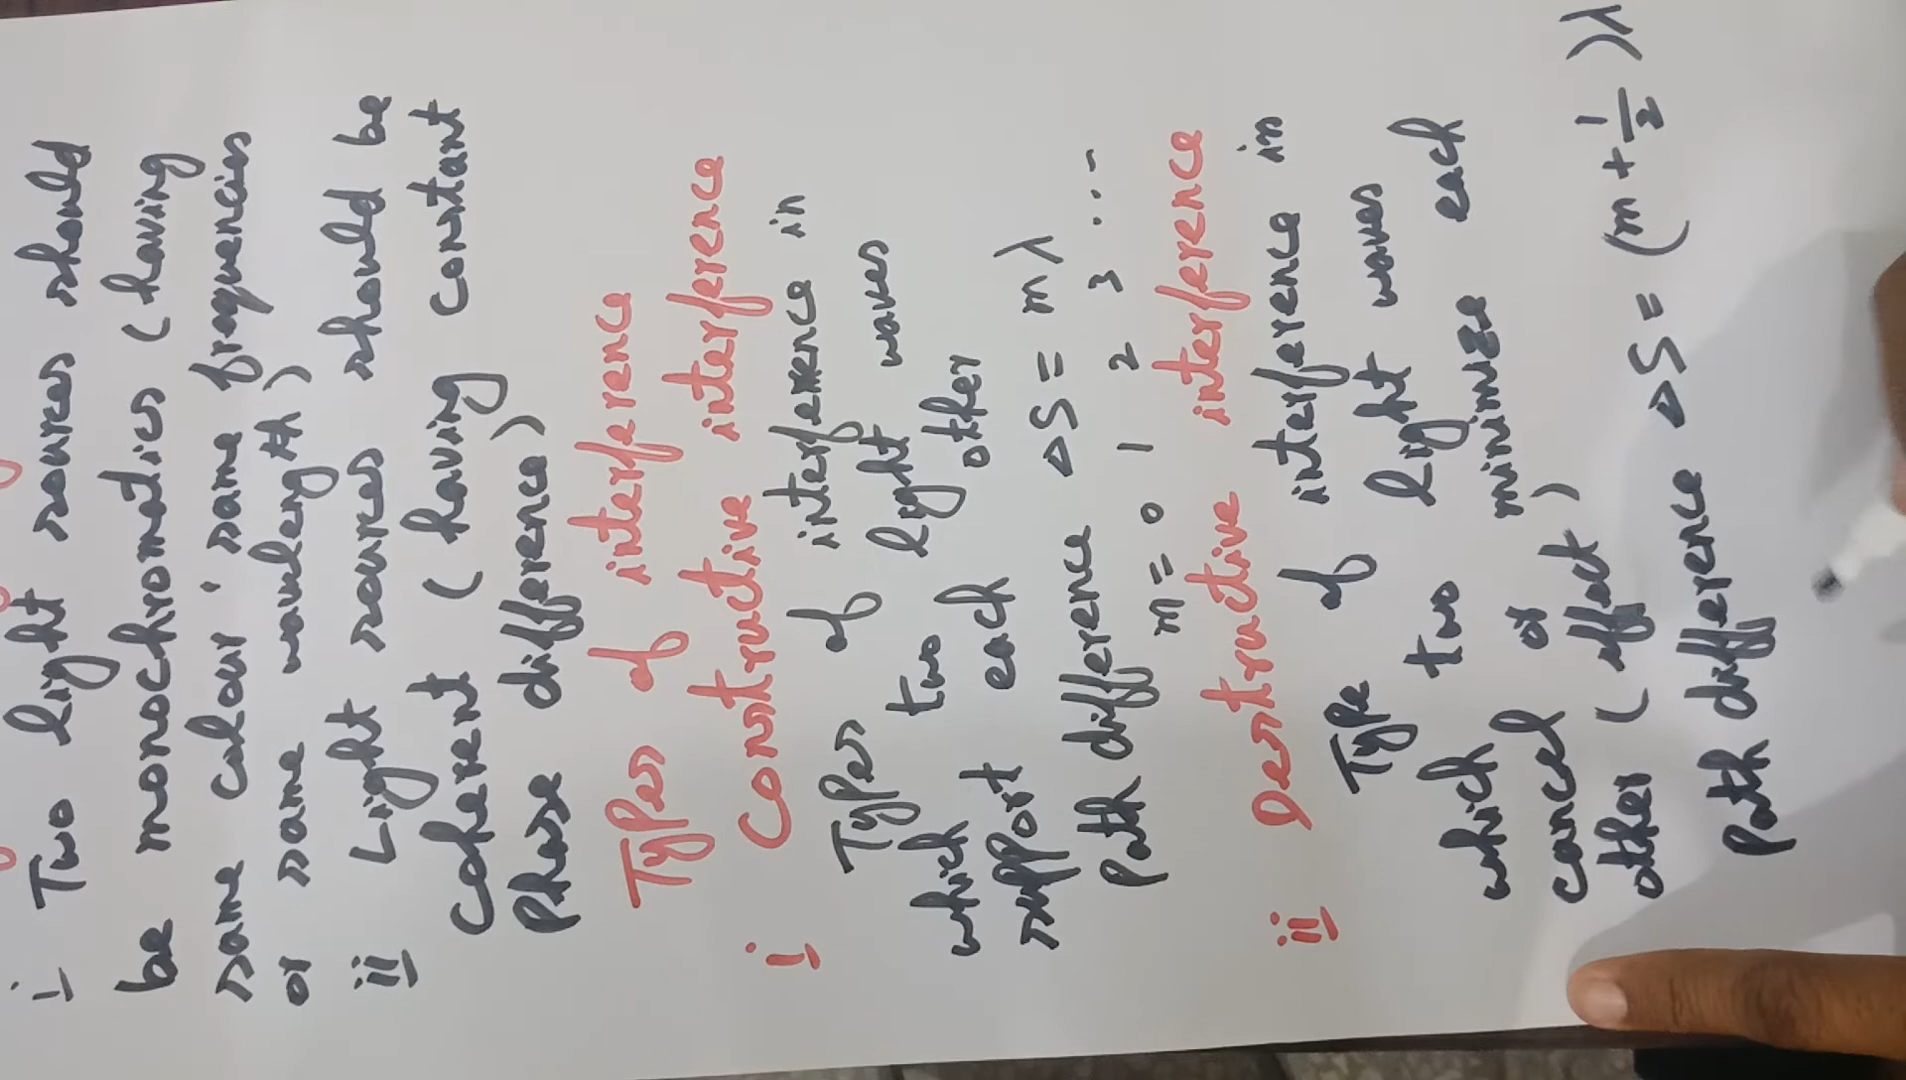 i Two light sources should
be monochromatics (having
same colour, same frequencies
or same wavlength)
ii Light sources should be
Coherent (having constant
Phase difference)
Types of interference
i Constructive interference
Types of interference in
which two light waves
support each other
Path difference ΔS = mλ
m = 0 1 2 3 ...
ii Destructive interference
Type of interference in
which two light waves
cancel or minimize each
other (effect)
Path difference ΔS = (m + 1/2)λ